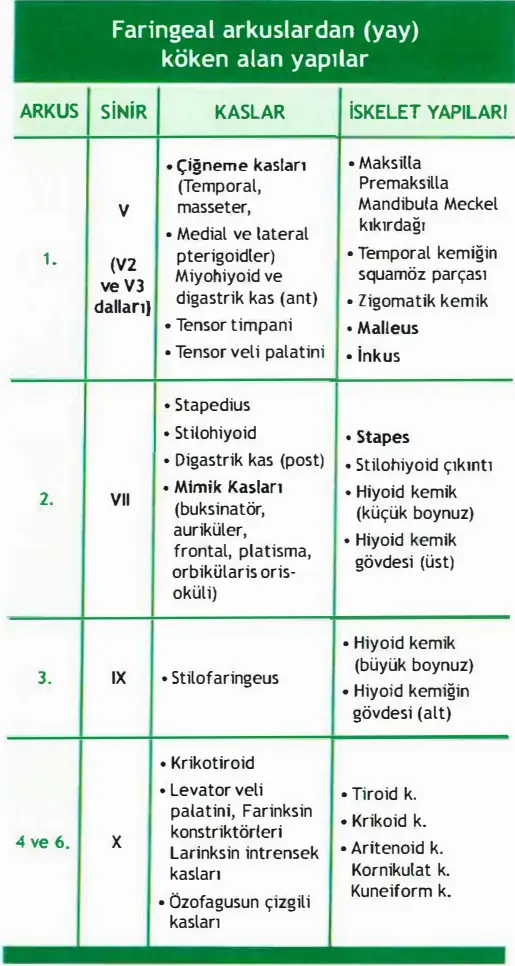 Faringeal arkuslardan (yay)
köken alan yapılar
ARKUS
SİNİR
KASLAR
İSKELET YAPILARI
1.
V
(V2
ve V3
dalları)
• Çiğneme kasları
(Temporal,
masseter,
• Medial ve lateral
pterigoidler)
Miyohiyoid ve
digastrik kas (ant)
• Tensor timpani
• Tensor veli palatini
• Maksilla
Premaksilla
Mandibula Meckel
kıkırdağı
• Temporal kemiğin
squamöz parçası
• Zigomatik kemik
• Malleus
• İnkus
2.
VII
• Stapedius
• Stilohiyoid
• Digastrik kas (post)
• Mimik Kasları
(buksinatör,
auriküler,
frontal, platisma,
orbikülaris oris-
oküli)
• Stapes
• Stilohiyoid çıkıntı
• Hiyoid kemik
(küçük boynuz)
• Hiyoid kemik
gövdesi (üst)
3.
IX
• Stilofaringeus
• Hiyoid kemik
(büyük boynuz)
• Hiyoid kemiğin
gövdesi (alt)
4 ve 6.
X
• Krikotiroid
• Levator veli
palatini, Farinksin
konstriktörleri
Larinksin intrensek
kasları
• Özofagusun çizgili
kasları
• Tiroid k.
• Krikoid k.
• Aritenoid k.
Kornikulat k.
Kuneiform k.